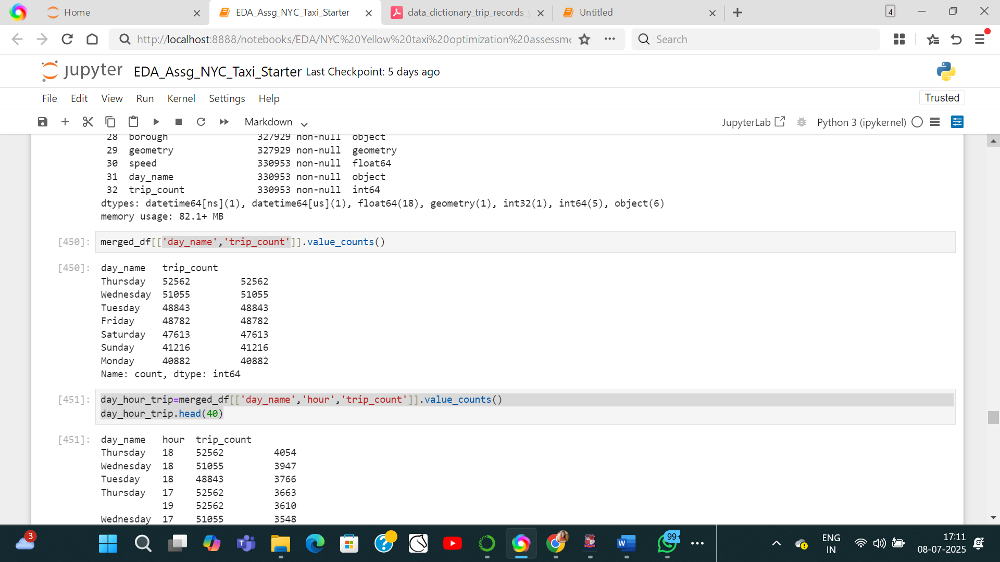 Home
EDA_Assg_NYC_Taxi_Starter
data_dictionary_trip_records_y
Untitled
4
http://localhost:8888/notebooks/EDA/NYC%20Yellow%20taxi%20optimization%20assessme
Search
jupyter EDA_Assg_NYC_Taxi_Starter Last Checkpoint: 5 days ago
File Edit View Run Kernel Settings Help
Trusted
Markdown
JupyterLab
Python 3 (ipykernel)
28 borough 327929 non-null object
29 geometry 327929 non-null geometry
30 speed 330953 non-null float64
31 day_name 330953 non-null object
32 trip_count 330953 non-null int64
dtypes: datetime64[ns](1), datetime64[us](1), float64(18), geometry(1), int32(1), int64(5), object(6)
memory usage: 82.1+ MB
[450]: merged_df[['day_name','trip_count']].value_counts()
[450]: day_name trip_count
Thursday 52562 52562
Wednesday 51055 51055
Tuesday 48843 48843
Friday 48782 48782
Saturday 47613 47613
Sunday 41216 41216
Monday 40882 40882
Name: count, dtype: int64
[451]: day_hour_trip=merged_df[['day_name','hour','trip_count']].value_counts()
day_hour_trip.head(40)
[451]: day_name hour trip_count
Thursday 18 52562 4054
Wednesday 18 51055 3947
Tuesday 18 48843 3766
Thursday 17 52562 3663
19 52562 3610
Wednesday 17 51055 3548
3
99+
ENG
IN
17:11
08-07-2025